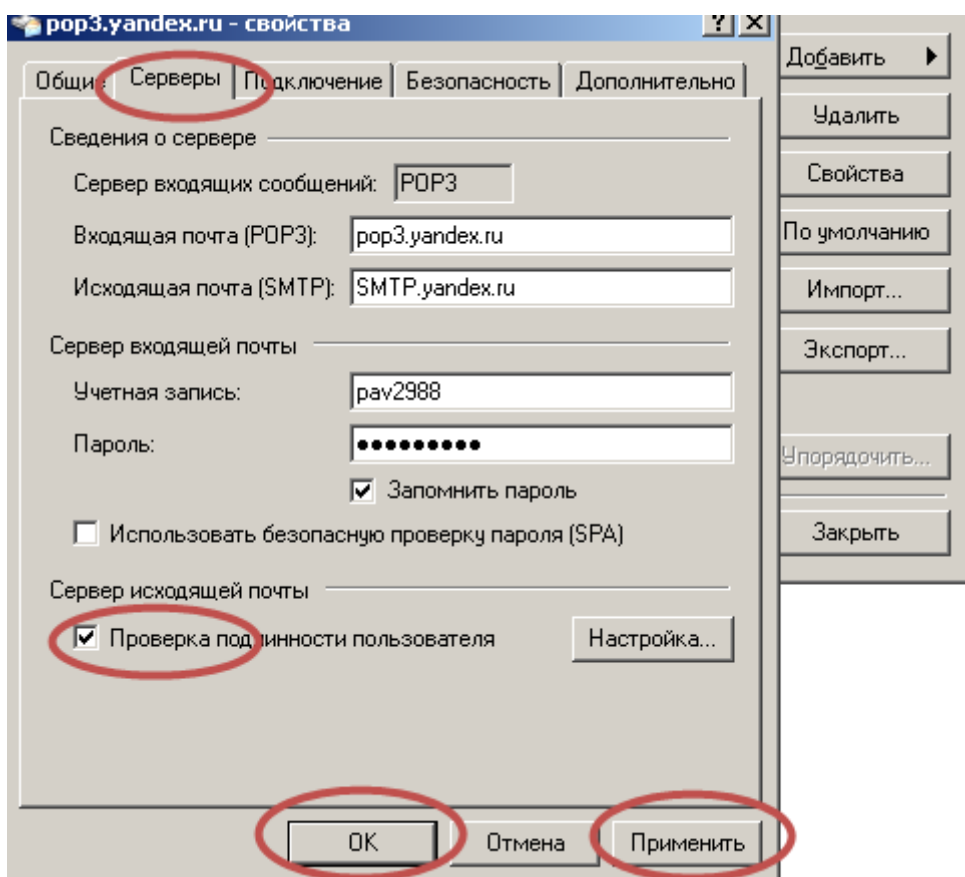 pop3.yandex.ru - свойства
Общие Серверы Подключение Безопасность Дополнительно
Сведения о сервере
Сервер входящих сообщений: POP3
Входящая почта (POP3): pop3.yandex.ru
Исходящая почта (SMTP): SMTP.yandex.ru
Сервер входящей почты
Учетная запись: pav2988
Пароль: ●●●●●●●●●
Запомнить пароль
Использовать безопасную проверку пароля (SPA)
Сервер исходящей почты
Проверка подлинности пользователя Настройка...
OK Отмена Применить
Добавить
Удалить
Свойства
По умолчанию
Импорт...
Экспорт...
Упорядочить...
Закрыть